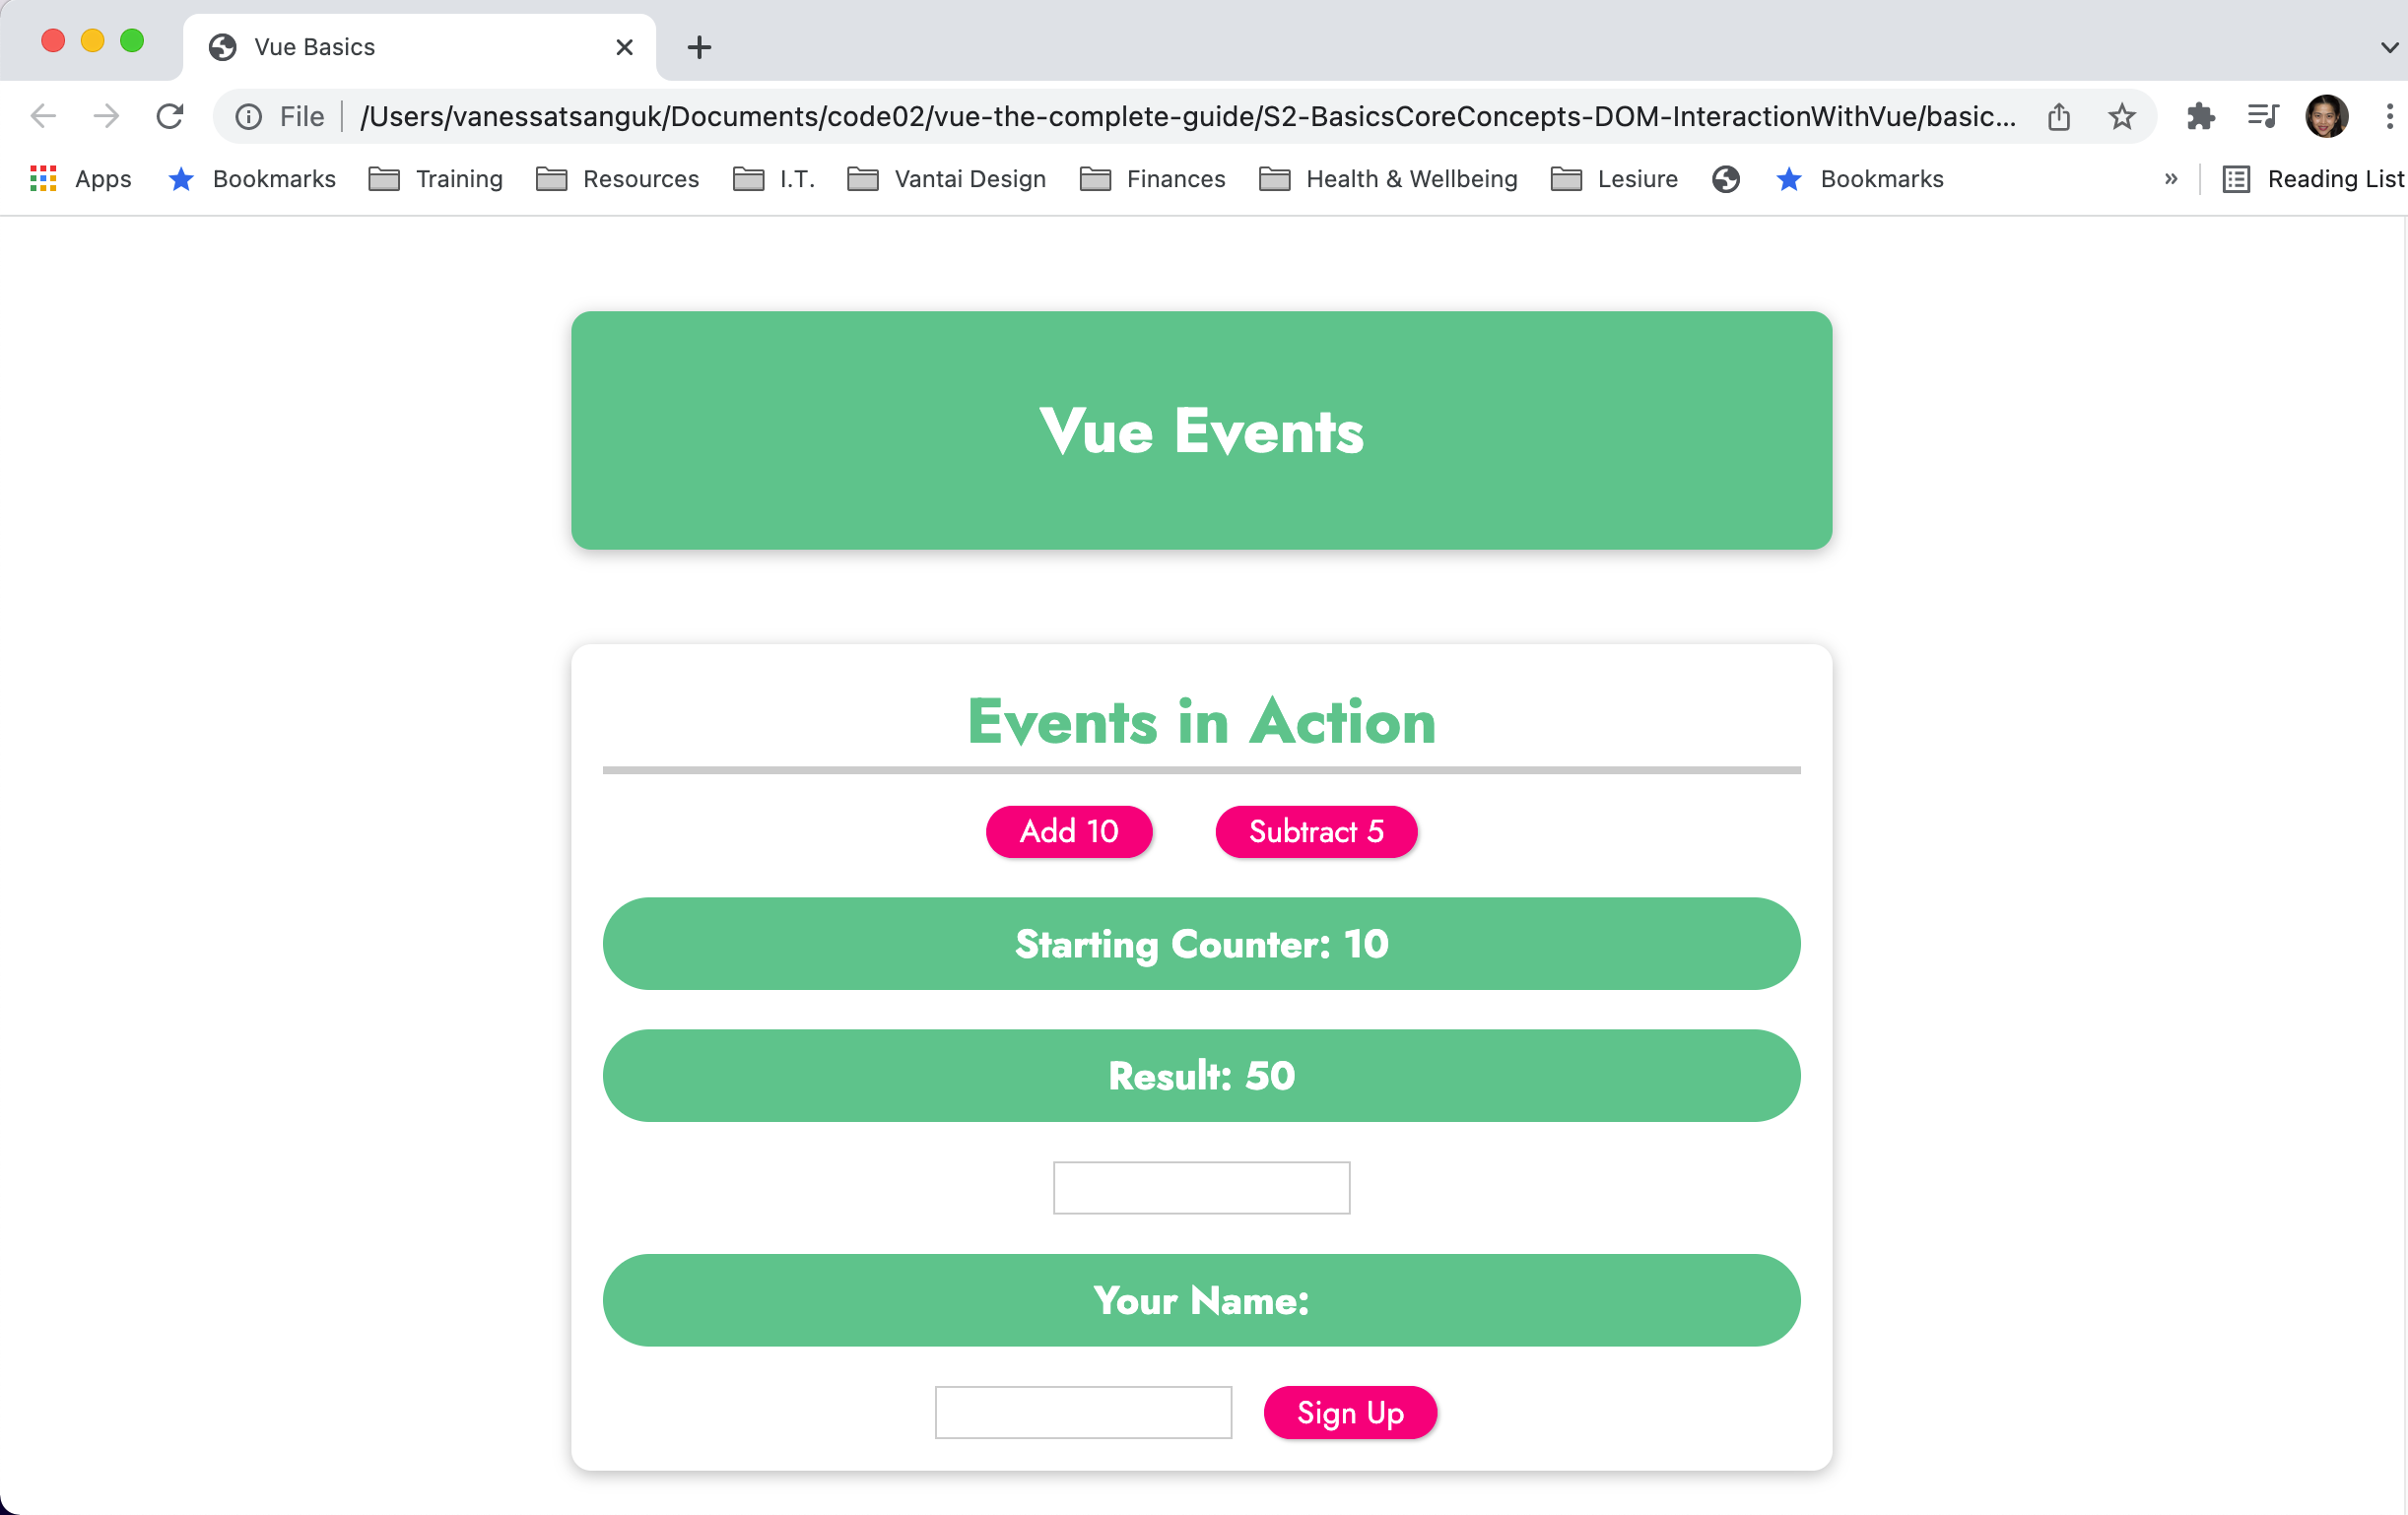 Vue Basics
File /Users/vanessatsanguk/Documents/code02/vue-the-complete-guide/S2-BasicsCoreConcepts-DOM-InteractionWithVue/basic...
Apps Bookmarks Training Resources I.T. Vantai Design Finances Health & Wellbeing Lesiure Bookmarks » Reading List
Vue Events
Events in Action
Add 10 Subtract 5
Starting Counter: 10
Result: 50
Your Name:
Sign Up